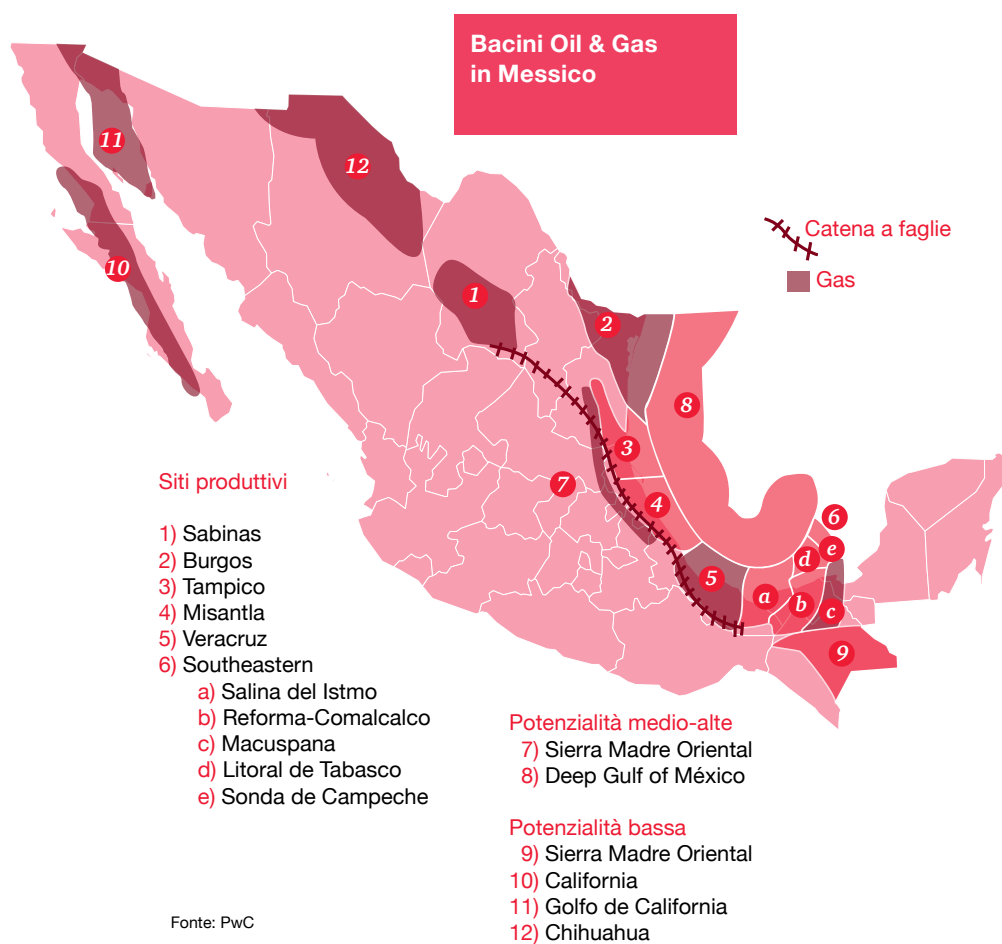 Bacini Oil & Gas
in Messico
11
12
10
1
2
8
3
7
4
6
e
d
5
a
b
c
9
Catena a faglie
Gas
Siti produttivi
1) Sabinas
2) Burgos
3) Tampico
4) Misantla
5) Veracruz
6) Southeastern
a) Salina del Istmo
b) Reforma-Comalcalco
c) Macuspana
d) Litoral de Tabasco
e) Sonda de Campeche
Potenzialità medio-alte
7) Sierra Madre Oriental
8) Deep Gulf of México
Potenzialità bassa
9) Sierra Madre Oriental
10) California
11) Golfo de California
12) Chihuahua
Fonte: PwC